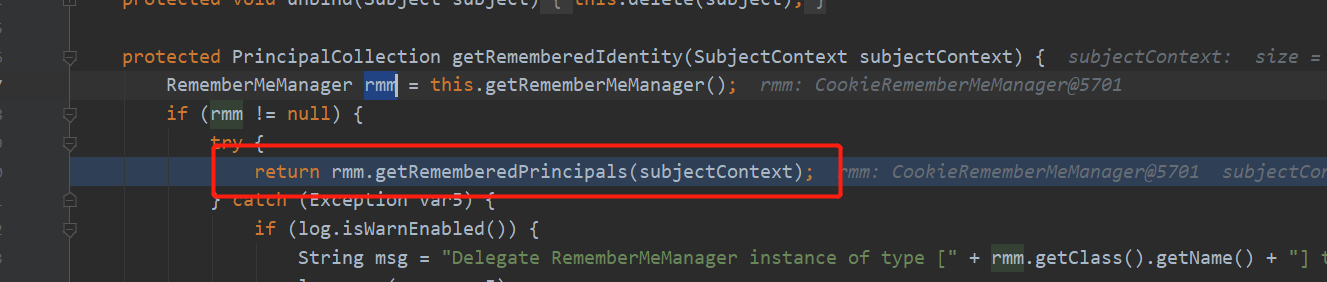 protected void unbind(Subject subject) { this.delete(subject); }
protected PrincipalCollection getRememberedIdentity(SubjectContext subjectContext) { subjectContext: size =
RememberMeManager rmm = this.getRememberMeManager(); rmm: CookieRememberMeManager@5701
if (rmm != null) {
try {
return rmm.getRememberedPrincipals(subjectContext); rmm: CookieRememberMeManager@5701 subjectCon
} catch (Exception var5) {
if (log.isWarnEnabled()) {
String msg = "Delegate RememberMeManager instance of type [" + rmm.getClass().getName() + "] t